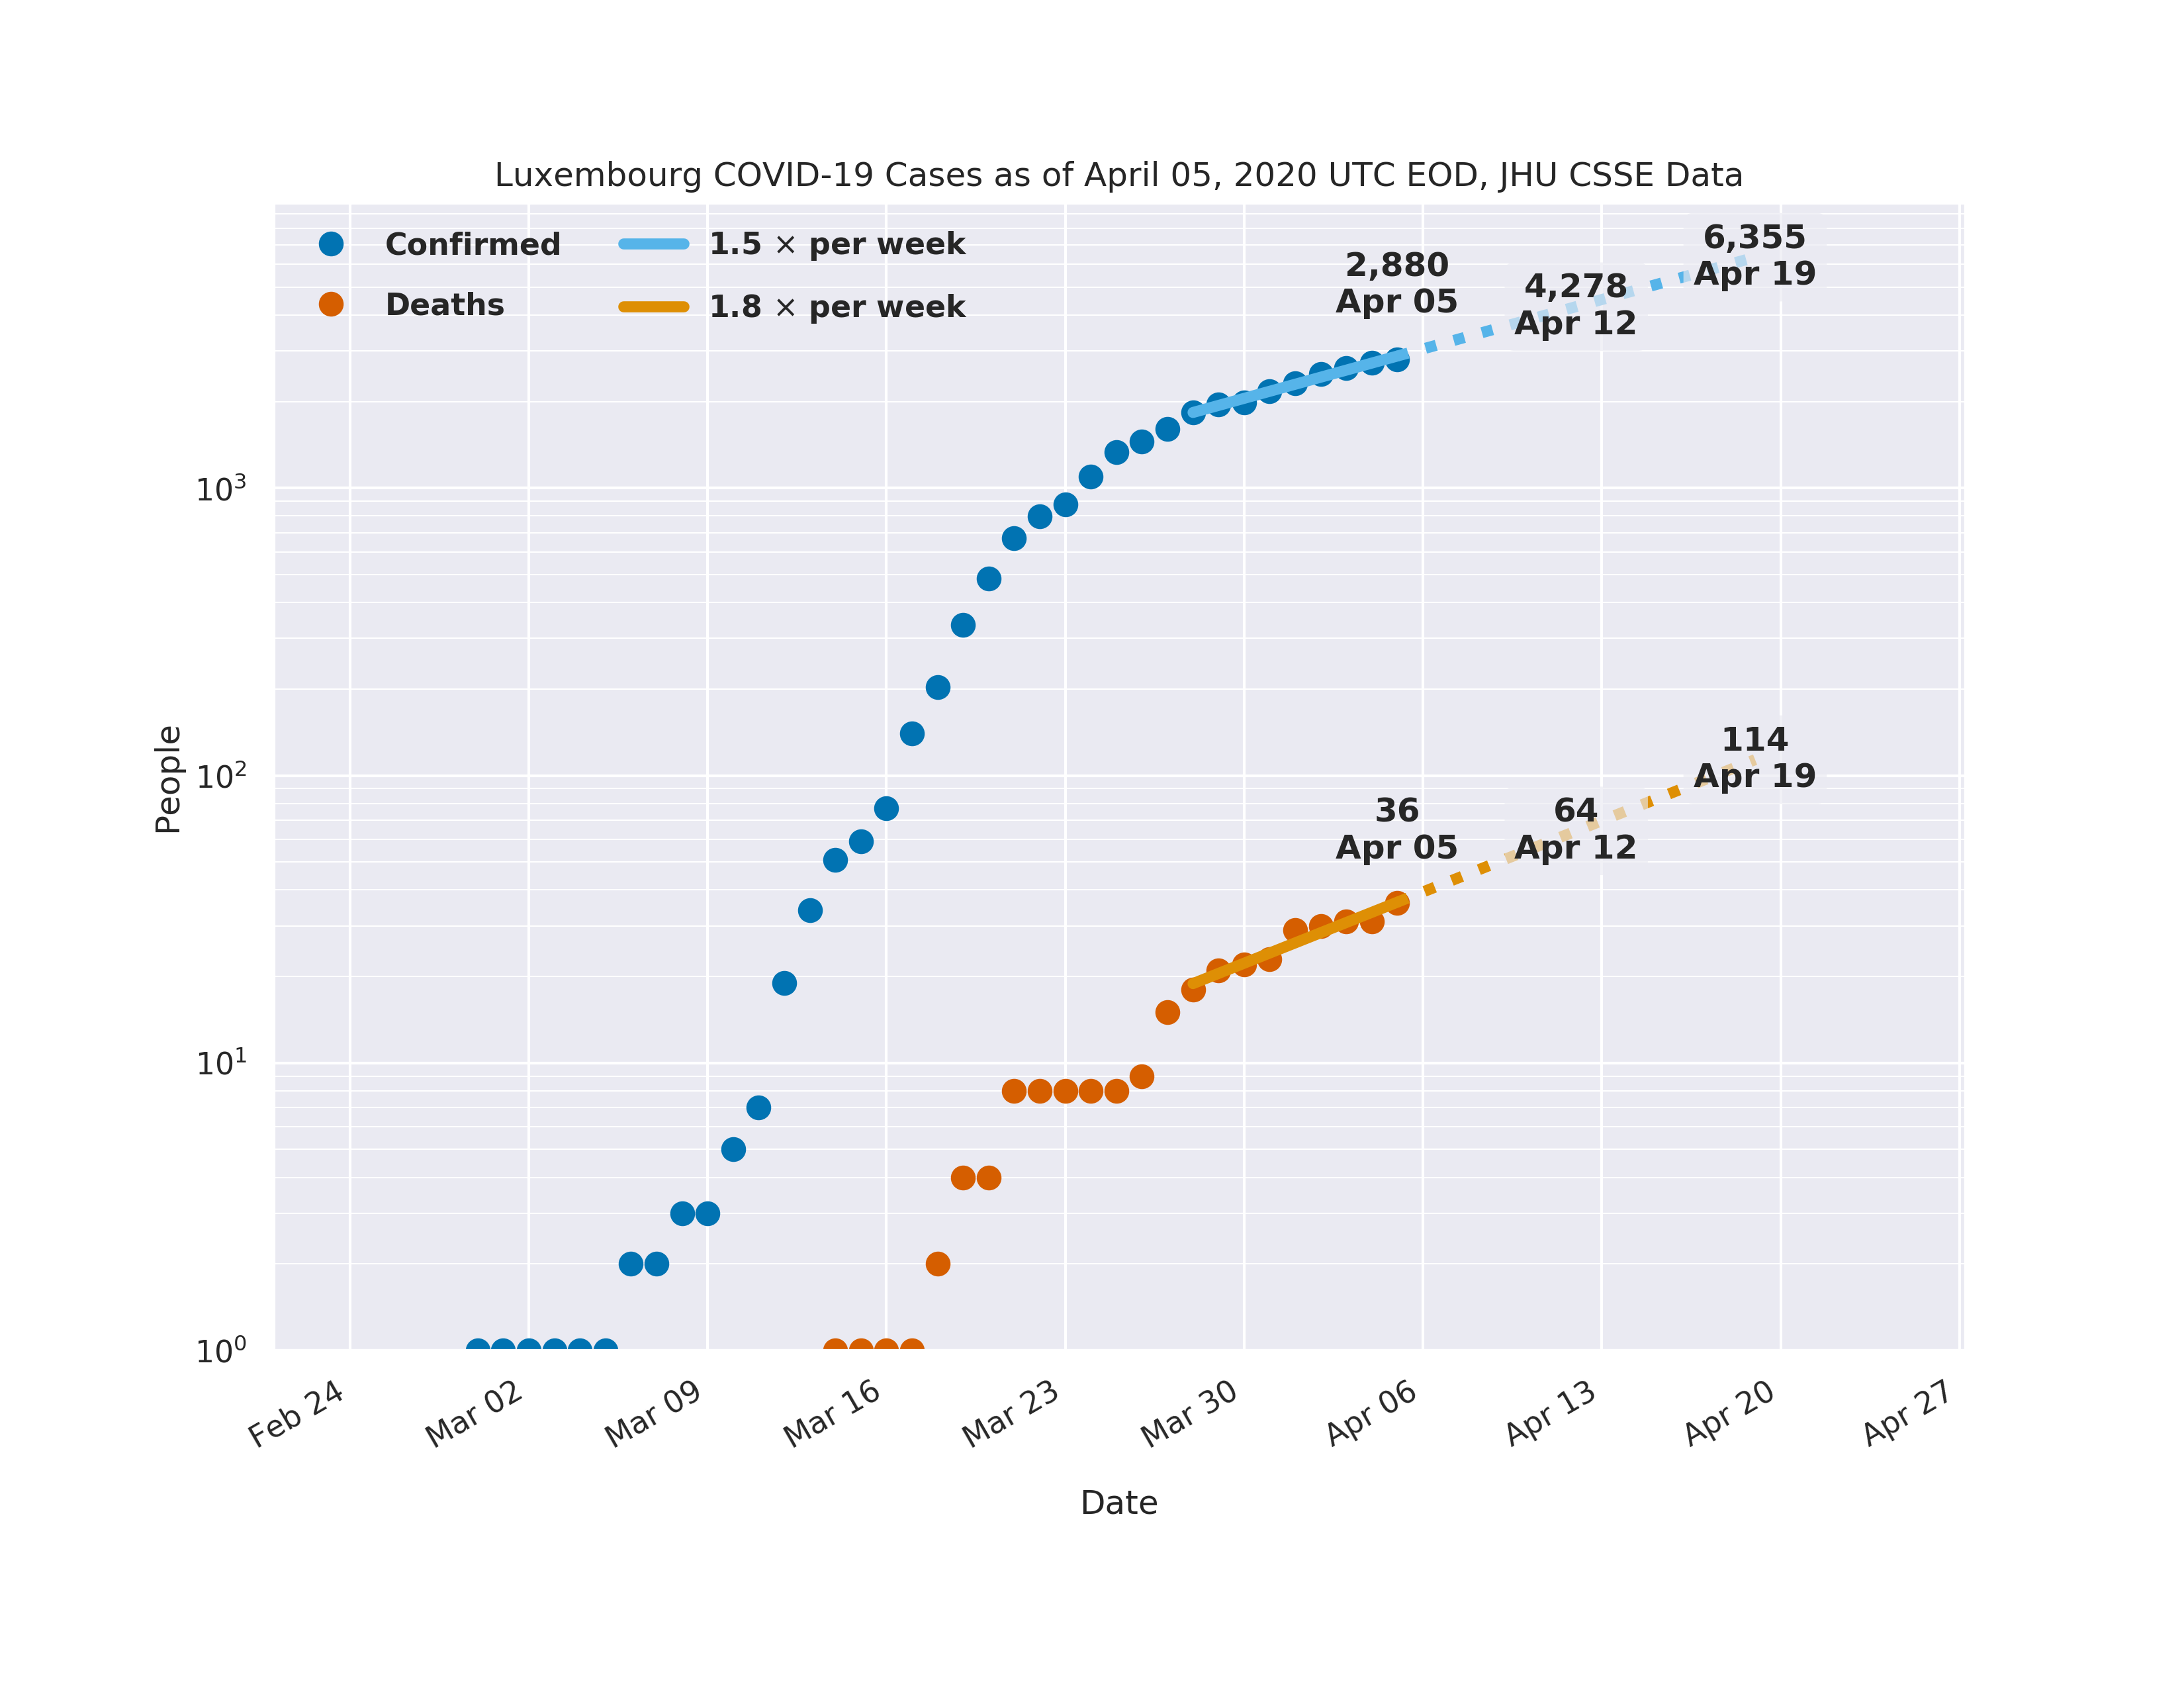 Luxembourg COVID-19 Cases as of April 05, 2020 UTC EOD, JHU CSSE Data
Confirmed
Deaths
1.5 × per week
1.8 × per week
2,880
Apr 05
4,278
Apr 12
6,355
Apr 19
36
Apr 05
64
Apr 12
114
Apr 19
People
10³
10²
10¹
10⁰
Feb 24
Mar 02
Mar 09
Mar 16
Mar 23
Mar 30
Apr 06
Apr 13
Apr 20
Apr 27
Date